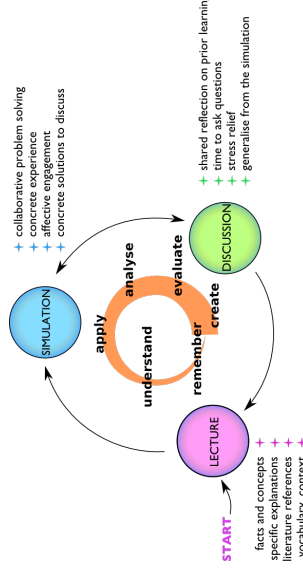 collaborative problem solving
concrete experience
affective engagement
concrete solutions to discuss
SIMULATION
shared reflection on prior learnin
time to ask questions
stress relief
generalise from the simulation
DISCUSSION
apply
analyse
evaluate
create
understand
remember
START
LECTURE
facts and concepts
specific explanations
literature references
vocabulary, context